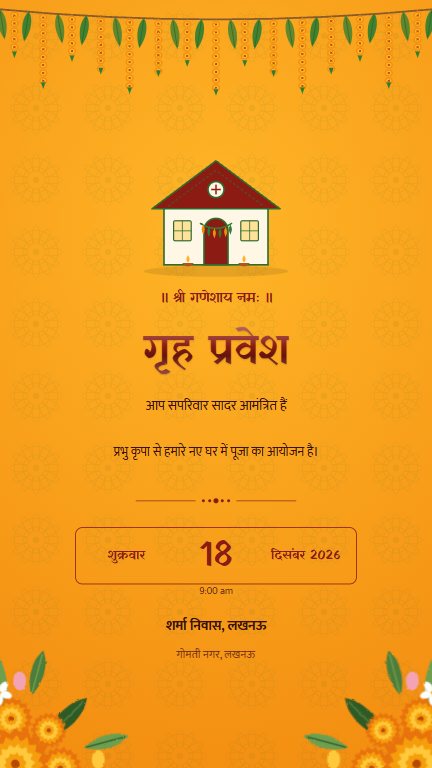 ॥ श्री गणेशाय नमः ॥
गृह प्रवेश
आप सपरिवार सादर आमंत्रित हैं
प्रभु कृपा से हमारे नए घर में पूजा का आयोजन है।
शुक्रवार 18 दिसंबर 2026
9:00 am
शर्मा निवास, लखनऊ
गोमती नगर, लखनऊ